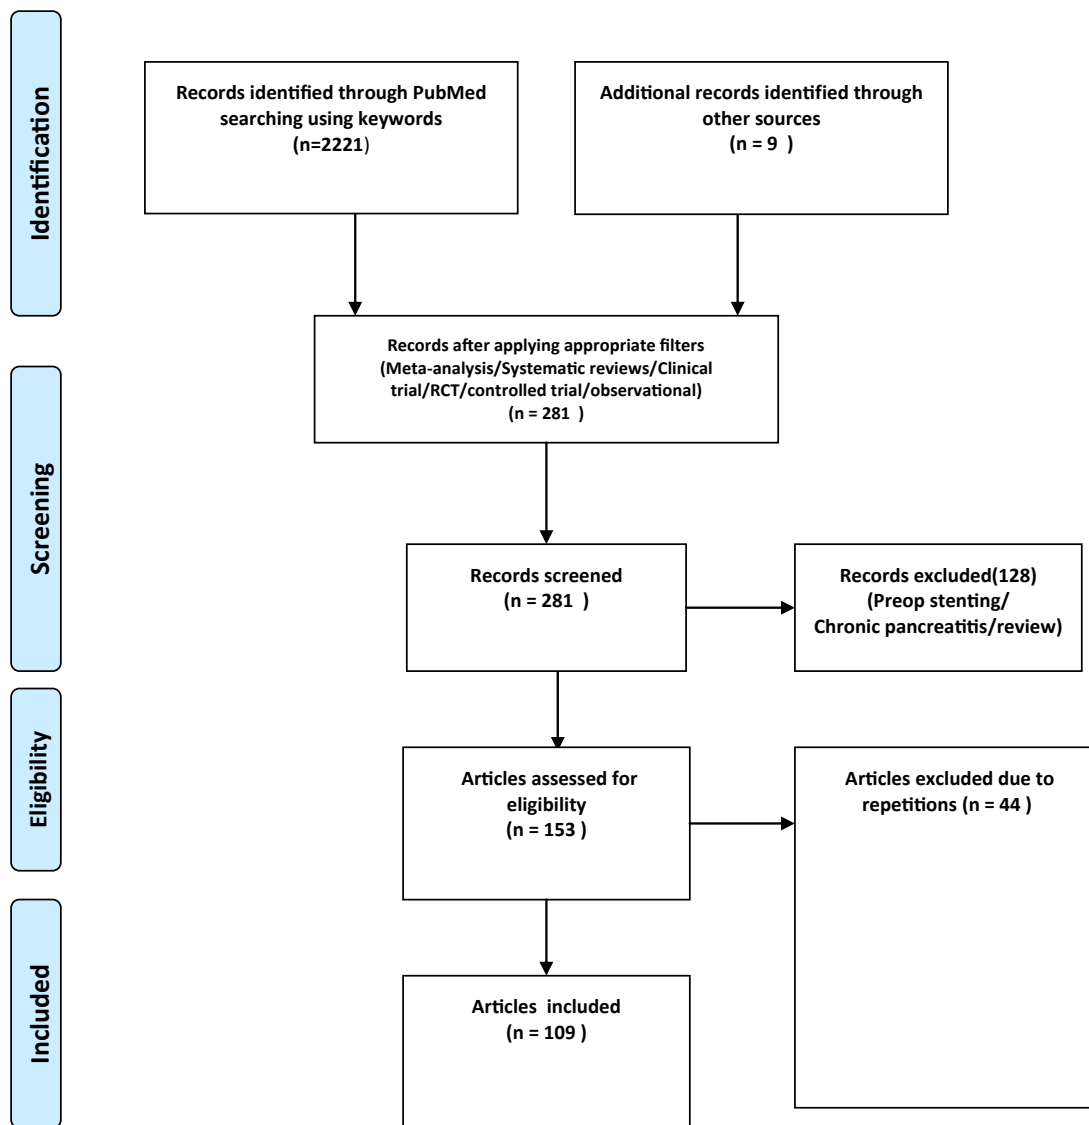 Identification
Records identified through PubMed
searching using keywords
(n=2221)
Additional records identified through
other sources
(n = 9 )
Records after applying appropriate filters
(Meta-analysis/Systematic reviews/Clinical
trial/RCT/controlled trial/observational)
(n = 281 )
Screening
Records screened
(n = 281 )
Records excluded(128)
(Preop stenting/
Chronic pancreatitis/review)
Eligibility
Articles assessed for
eligibility
(n = 153 )
Articles excluded due to
repetitions (n = 44 )
Included
Articles included
(n = 109 )